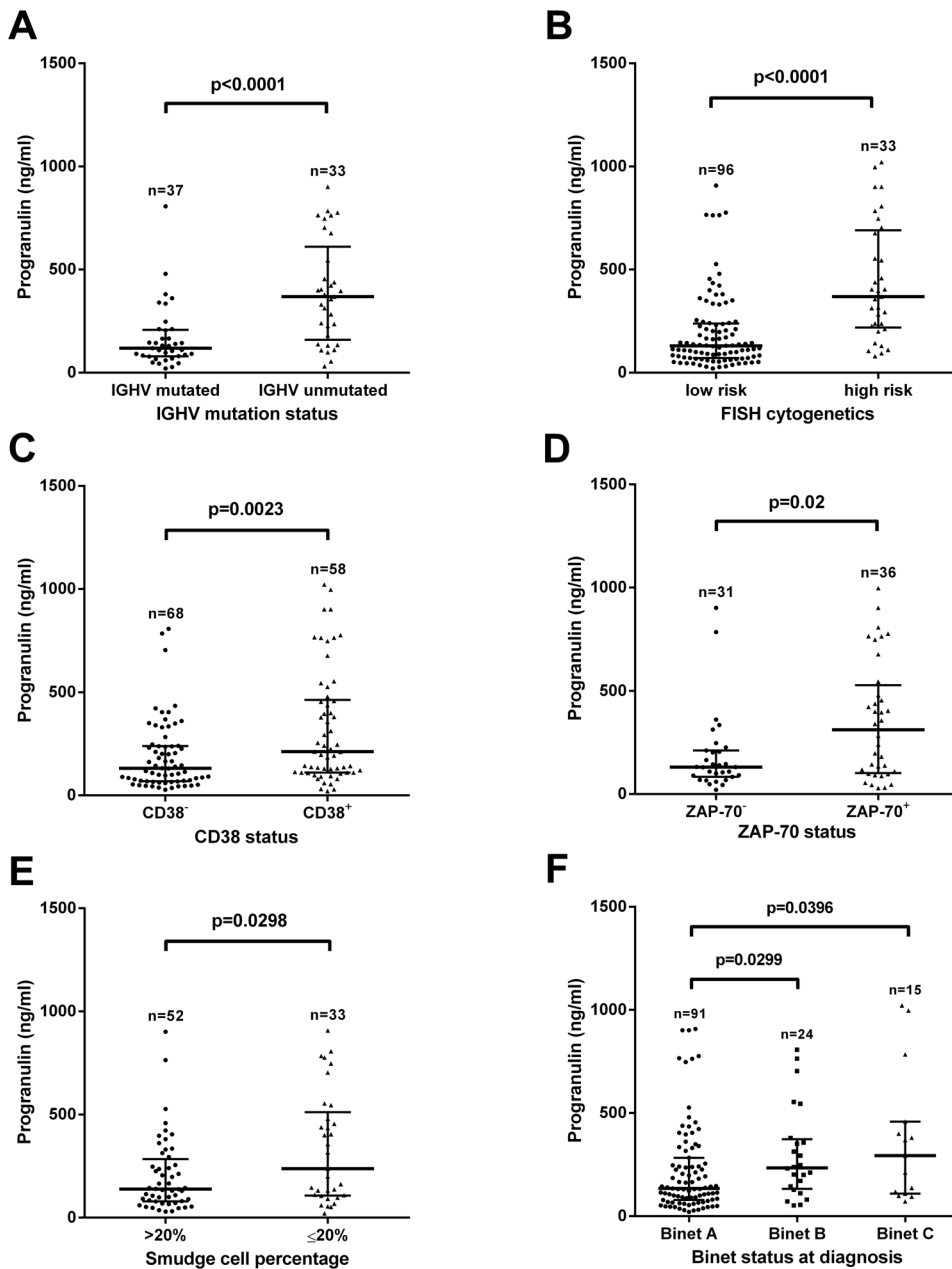 A
Progranulin (ng/ml)
1500
1000
500
0
p<0.0001
n=37
n=33
IGHV mutated
IGHV unmutated
IGHV mutation status
B
Progranulin (ng/ml)
1500
1000
500
0
p<0.0001
n=96
n=33
low risk
high risk
FISH cytogenetics
C
Progranulin (ng/ml)
1500
1000
500
0
p=0.0023
n=68
n=58
CD38⁻
CD38⁺
CD38 status
D
Progranulin (ng/ml)
1500
1000
500
0
p=0.02
n=31
n=36
ZAP-70⁻
ZAP-70⁺
ZAP-70 status
E
Progranulin (ng/ml)
1500
1000
500
0
p=0.0298
n=52
n=33
>20%
≤20%
Smudge cell percentage
F
Progranulin (ng/ml)
1500
1000
500
0
p=0.0396
p=0.0299
n=91
n=24
n=15
Binet A
Binet B
Binet C
Binet status at diagnosis